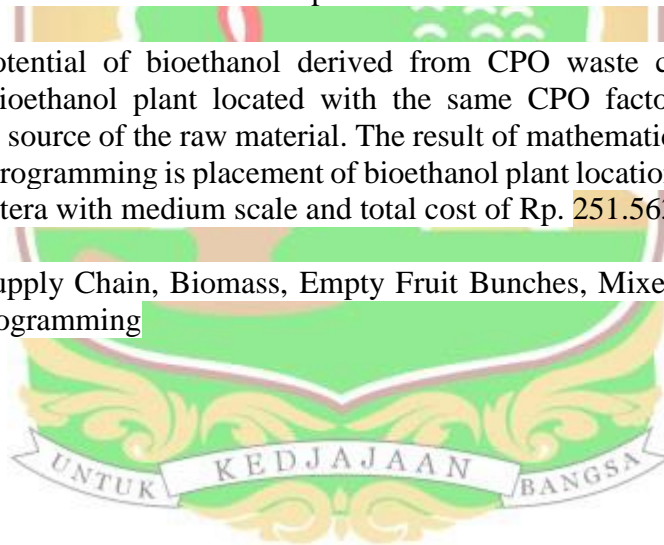 otential of bioethanol derived from CPO waste
ioethanol plant located with the same CPO facto
source of the raw material. The result of mathematic
rogramming is placement of bioethanol plant location
tera with medium scale and total cost of Rp. 251.56
upply Chain, Biomass, Empty Fruit Bunches, Mixe
ogramming
UNTUK KEDJAJAAN BANGSA